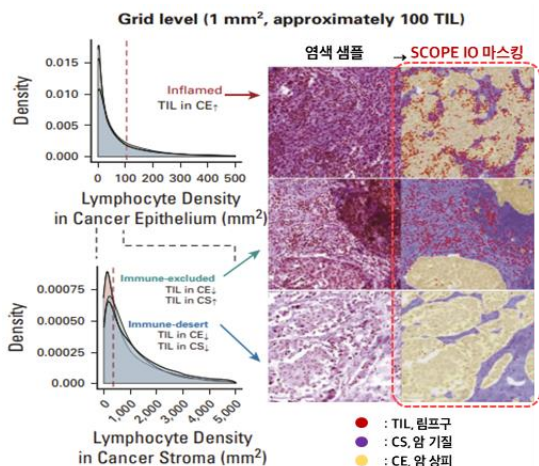 Grid level (1 mm², approximately 100 TIL)
염색 샘플 → SCOPE IO 마스킹
Density
0.015
0.010
0.005
0.000
0 100 200 300 400 500
Inflamed
TIL in CE↑
Lymphocyte Density
in Cancer Epithelium (mm²)
Density
0.00075
0.00050
0.00025
0.000
0 1,000 2,000 3,000 4,000 5,000
Immune-excluded
TIL in CE↓
TIL in CS↑
Immune-desert
TIL in CE↓
TIL in CS↓
Lymphocyte Density
in Cancer Stroma (mm²)
: TIL, 림프구
: CS, 암 기질
: CE, 암 상피